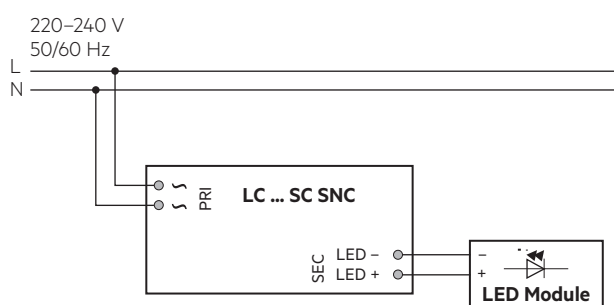 220–240 V
50/60 Hz
L
N
~
~
PRI
LC ... SC SNC
SEC
LED –
LED +
–
+
LED Module